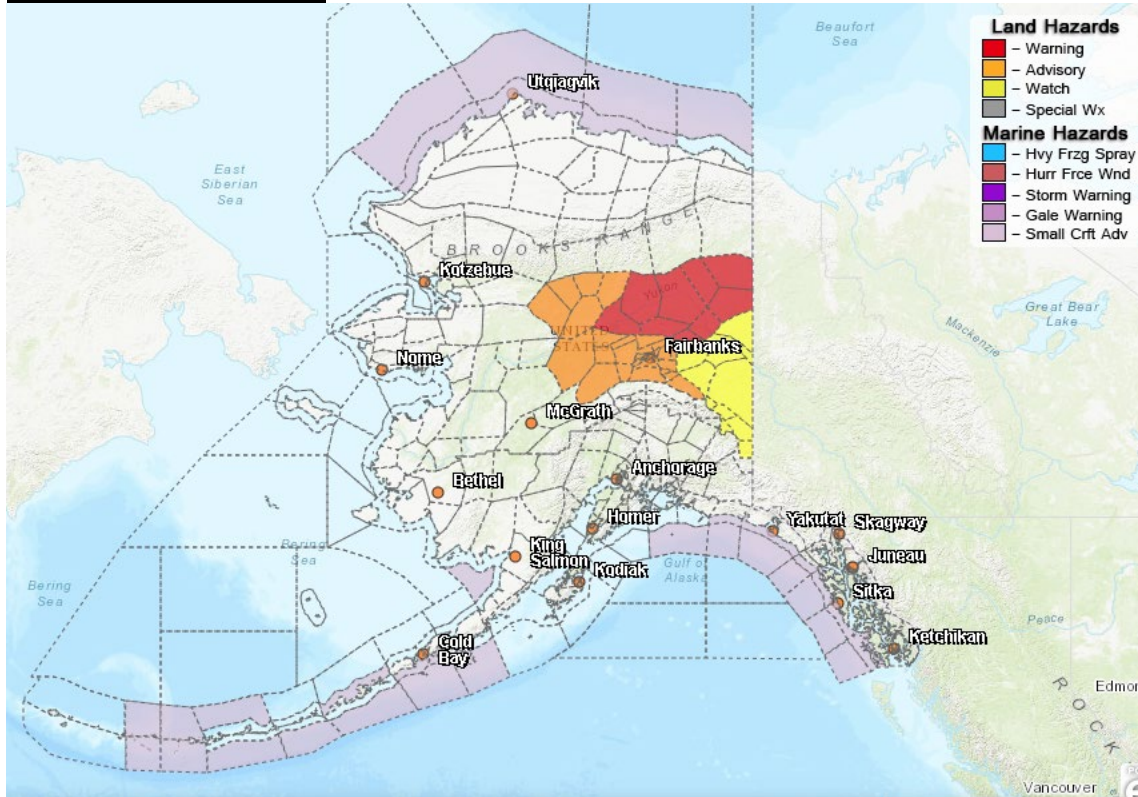 Land Hazards
– Warning
– Advisory
– Watch
– Special Wx
Marine Hazards
– Hvy Frzg Spray
– Hurr Frce Wnd
– Storm Warning
– Gale Warning
– Small Crft Adv
Beaufort
Sea
Utqiagvik
East
Siberian
Sea
BROOKS RANGE
Kotzebue
Yukon
Great Bear
Lake
Mackenzie
UNITED
STATES
Fairbanks
Nome
McGrath
Anchorage
Bethel
Homer
Yakutat
Skagway
King
Salmon
Juneau
Bering
Sea
Kodiak
Gulf of
Alaska
Bering
Sea
Sitka
Peace
Cold
Bay
Ketchikan
Edmon
ROCK
Vancouver